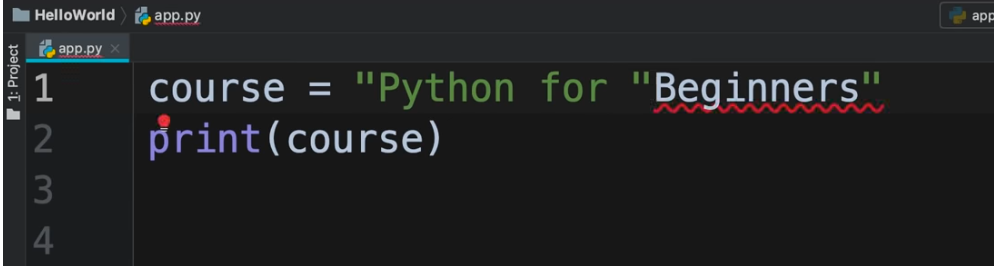 HelloWorld app.py app
app.py
1: Project
1 course = "Python for "Beginners"
2 print(course)
3
4